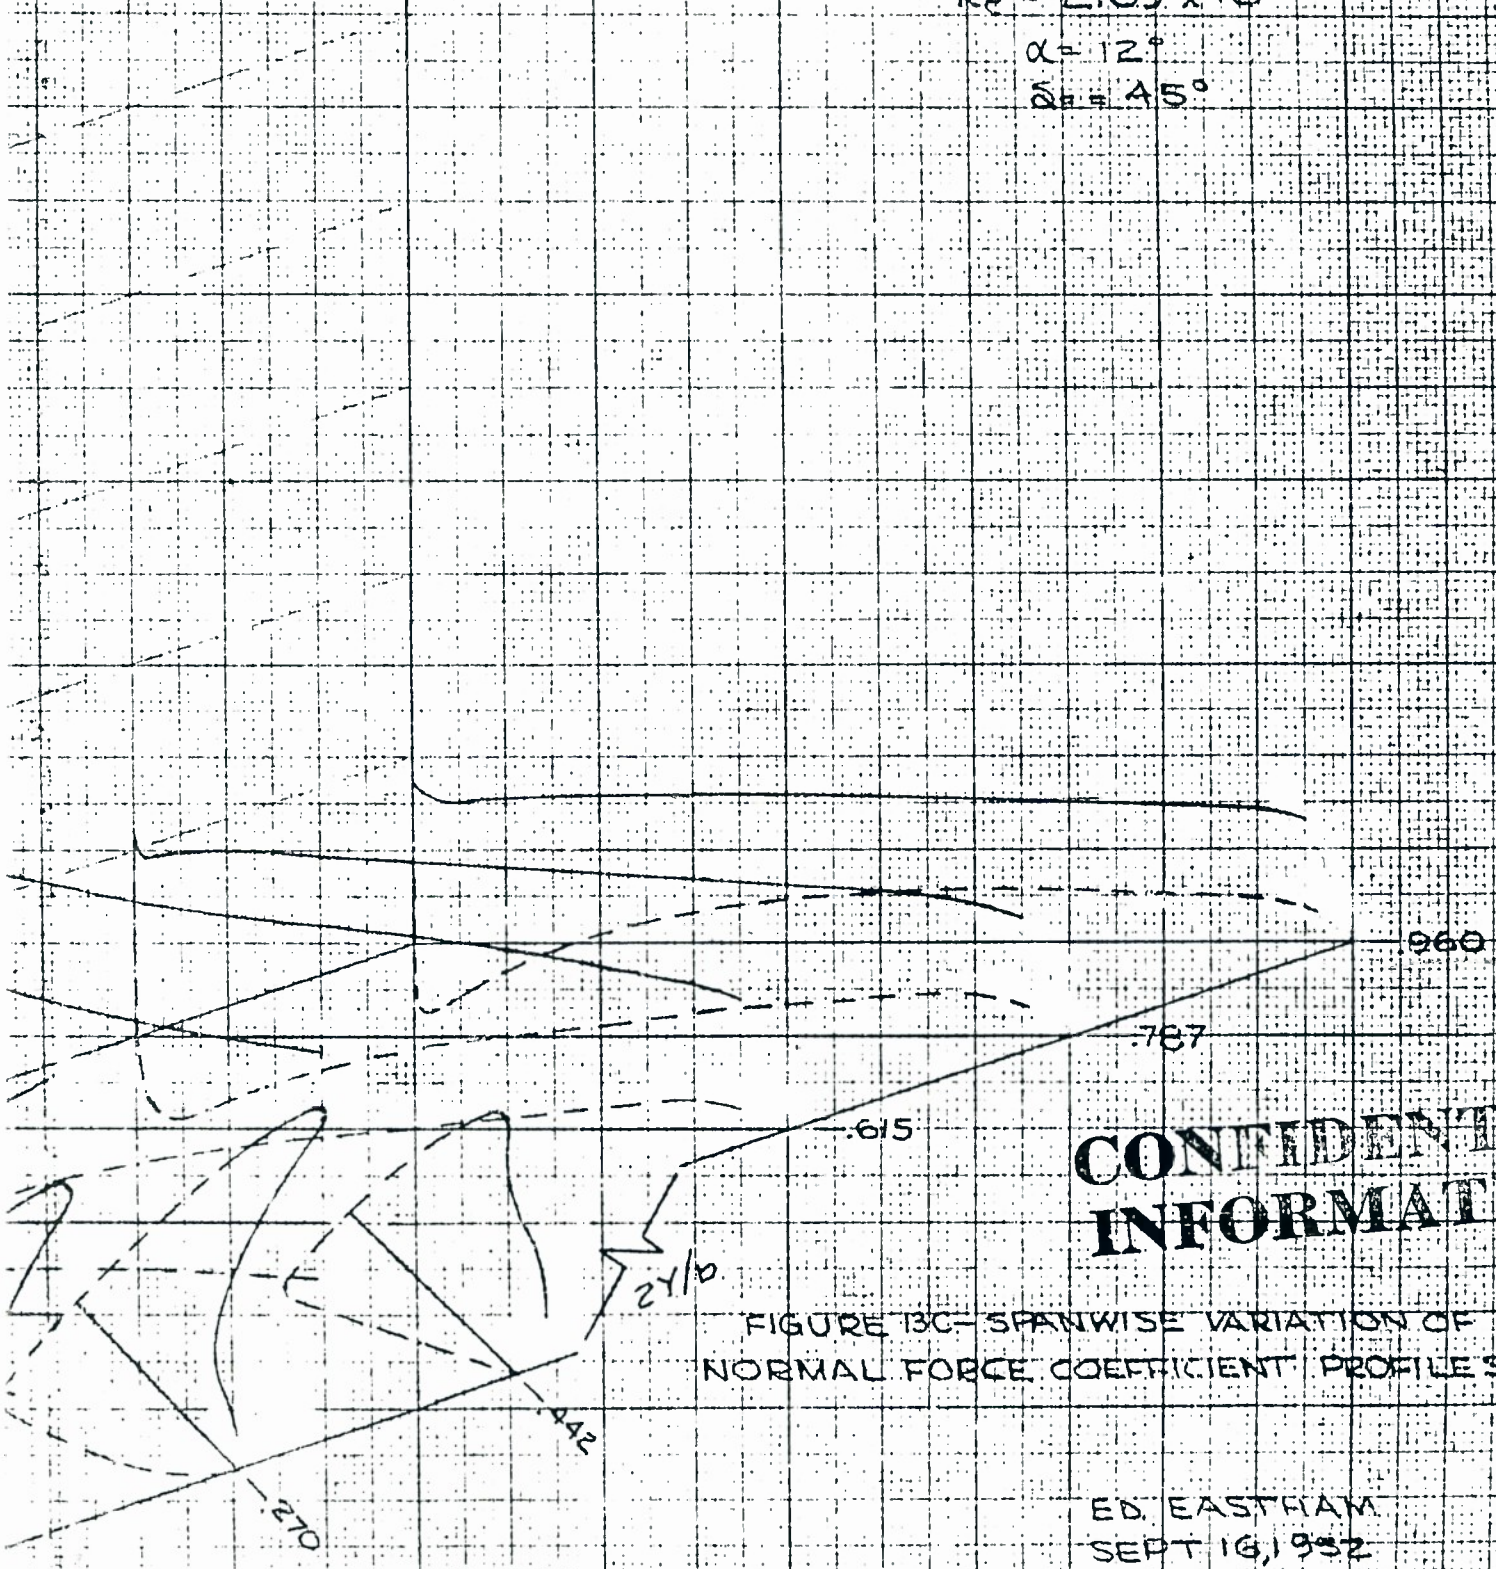 α = 12°
δ = 45°
.960
.787
.615
2Y/b
.442
.270
CONFIDENT
INFORMAT
FIGURE 13C - SPANWISE VARIATION OF
NORMAL FORCE COEFFICIENT PROFILES
ED. EASTHAM
SEPT 16, 1952